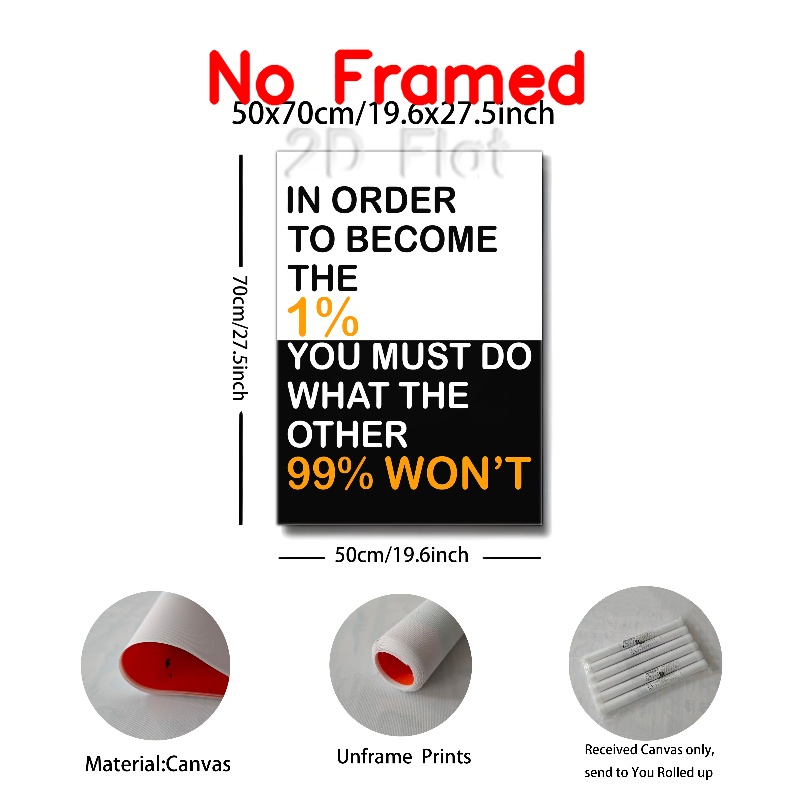 No Framed
50x70cm/19.6x27.5inch
2D Flat
IN ORDER
TO BECOME
THE
1%
YOU MUST DO
WHAT THE
OTHER
99% WON'T
70cm/27.5inch
50cm/19.6inch
Material:Canvas
Unframe Prints
Received Canvas only,
send to You Rolled up